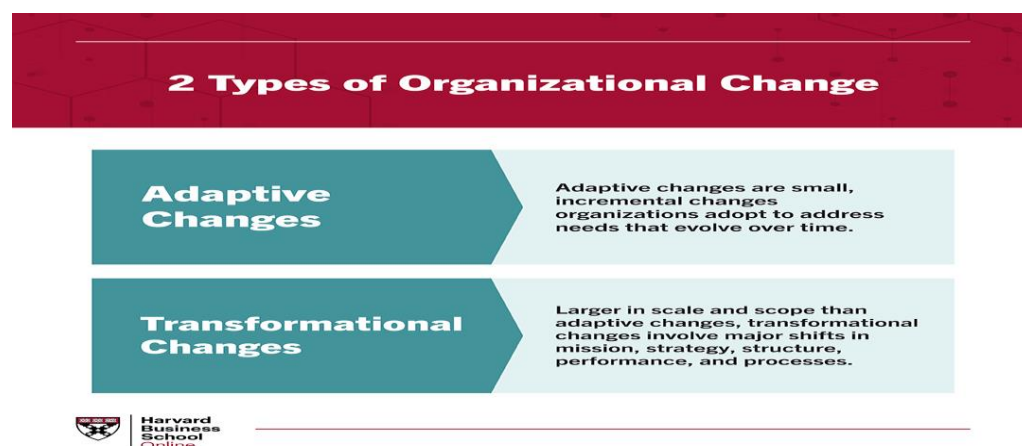 2 Types of Organizational Change
Adaptive
Changes
Adaptive changes are small,
incremental changes
organizations adopt to address
needs that evolve over time.
Transformational
Changes
Larger in scale and scope than
adaptive changes, transformational
changes involve major shifts in
mission, strategy, structure,
performance, and processes.
Harvard
Business
School
Online